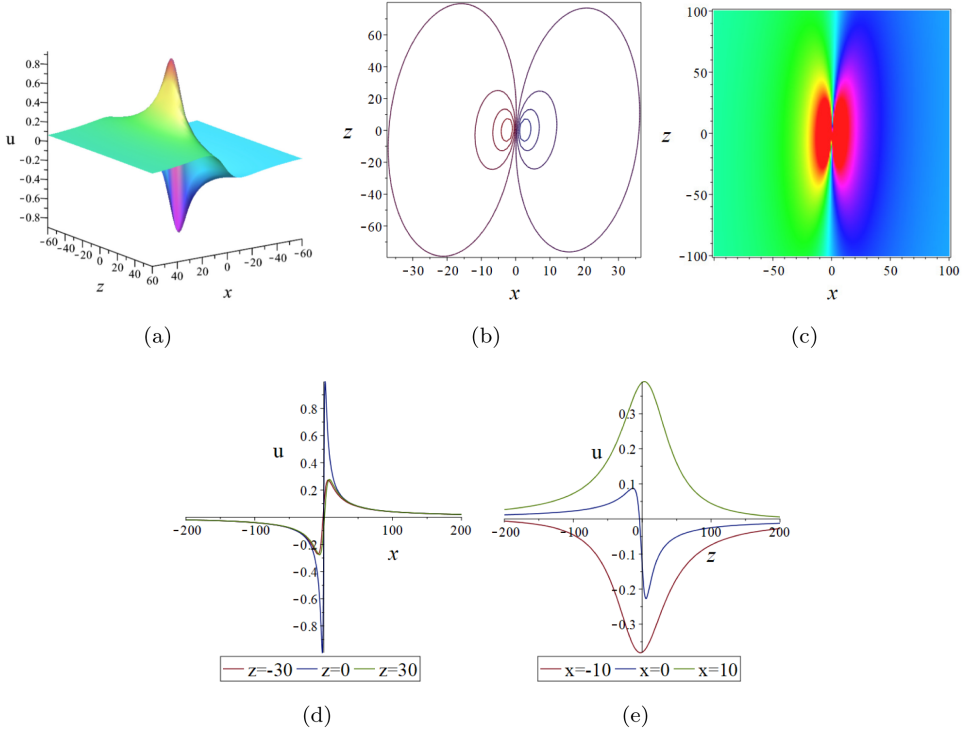 0.8
0.6
0.4
0.2
u 0
-0.2
-0.4
-0.6
-0.8
-60 -40 -20 0 20 40 60
z
60 40 20 0 -20 -40 -60
x
(a)
60
40
20
z 0
-20
-40
-60
-30 -20 -10 0 10 20 30
x
(b)
100
50
z 0
-50
-100
-50 0 50 100
x
(c)
0.8
0.6
u
0.4
0.2
-200 -100 100 200
x
-0.2
-0.4
-0.6
-0.8
z=-30 z=0 z=30
(d)
0.3
u
0.2
0.1
-200 -100 0 100 200
z
-0.1
-0.2
-0.3
x=-10 x=0 x=10
(e)